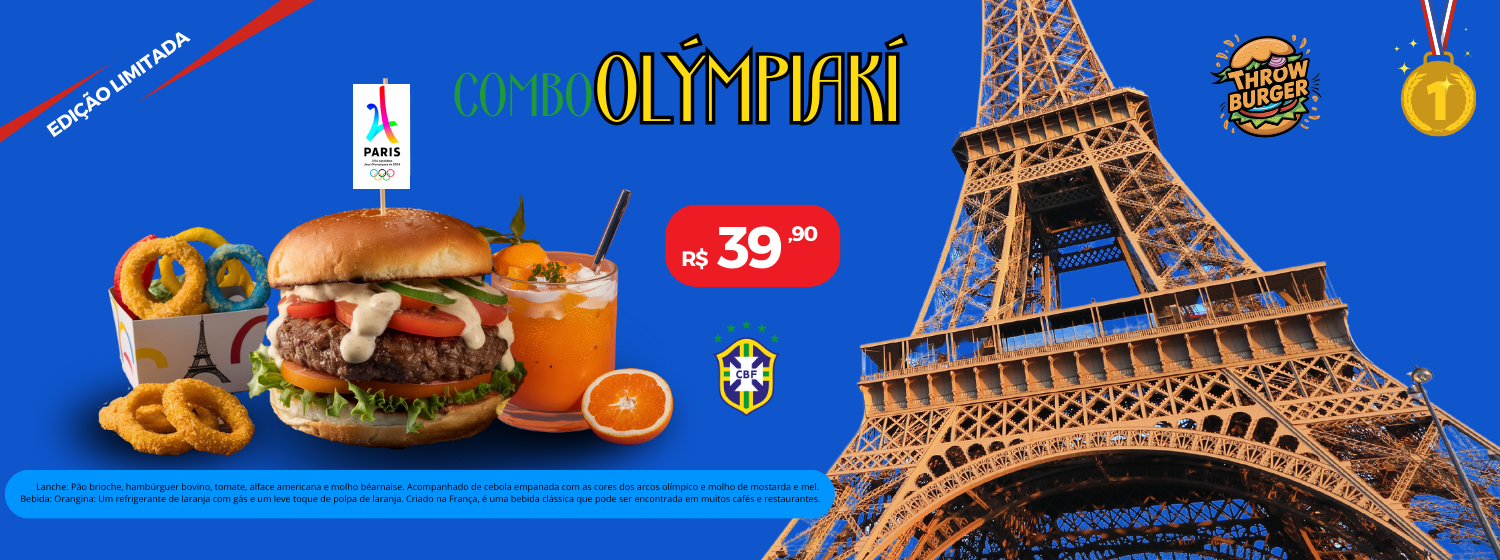 EDIÇÃO LIMITADA
COMBO OLÝMPIAKÍ
THROW
BURGER
1
PARIS
R$ 39,90
CBF
Lanche: Pão brioche, hambúrguer bovino, tomate, alface americana e molho béarnaise. Acompanhado de cebola empanada com as cores dos arcos olímpico e molho de mostarda e mel.
Bebida: Orangina: Um refrigerante de laranja com gás e um leve toque de polpa de laranja. Criado na França, é uma bebida clássica que pode ser encontrada em muitos cafés e restaurantes.